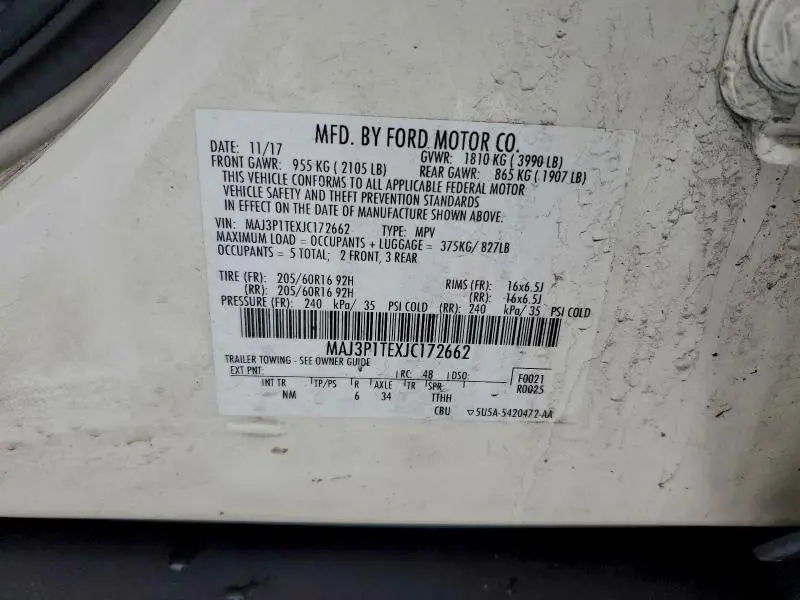 MFD. BY FORD MOTOR CO.
DATE: 11/17 GVWR: 1810 KG ( 3990 LB)
FRONT GAWR: 955 KG ( 2105 LB) REAR GAWR: 865 KG ( 1907 LB)
THIS VEHICLE CONFORMS TO ALL APPLICABLE FEDERAL MOTOR
VEHICLE SAFETY AND THEFT PREVENTION STANDARDS
IN EFFECT ON THE DATE OF MANUFACTURE SHOWN ABOVE.
VIN: MAJ3P1TEXJC172662 TYPE: MPV
MAXIMUM LOAD = OCCUPANTS + LUGGAGE = 375KG/ 827LB
OCCUPANTS = 5 TOTAL; 2 FRONT, 3 REAR
TIRE (FR): 205/60R16 92H RIMS (FR): 16x6.5J
(RR): 205/60R16 92H (RR): 16x6.5J
PRESSURE (FR): 240 kPa/ 35 PSI COLD (RR): 240 kPa/ 35 PSI COLD
MAJ3P1TEXJC172662
TRAILER TOWING - SEE OWNER GUIDE
EXT PNT: RC: 48 DSO: F0021
INT TR TP/PS R AXLE TR SPR R0025
NM 6 34 TTHH
CBU ▽5U5A-5420472-AA